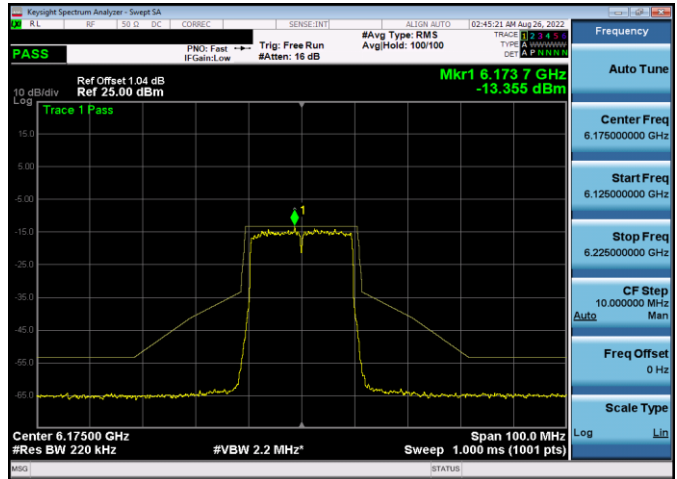 Keysight Spectrum Analyzer - Swept SA
RL RF 50 Ω DC CORREC SENSE:INT ALIGN AUTO 02:45:21 AM Aug 26, 2022
PASS
PNO: Fast
IFGain:Low
Trig: Free Run
#Atten: 16 dB
#Avg Type: RMS
Avg|Hold: 100/100
TRACE 1 2 3 4 5 6
TYPE A WWWWW
DET A P N N N N
Mkr1 6.173 7 GHz
-13.355 dBm
Ref Offset 1.04 dB
10 dB/div Ref 25.00 dBm
Log
Trace 1 Pass
15.0
5.00
-5.00
-15.0
-25.0
-35.0
-45.0
-55.0
-65.0
1
Center 6.17500 GHz
#Res BW 220 kHz
#VBW 2.2 MHz*
Span 100.0 MHz
Sweep 1.000 ms (1001 pts)
MSG STATUS
Frequency
Auto Tune
Center Freq
6.175000000 GHz
Start Freq
6.125000000 GHz
Stop Freq
6.225000000 GHz
CF Step
10.000000 MHz
Auto Man
Freq Offset
0 Hz
Scale Type
Log Lin